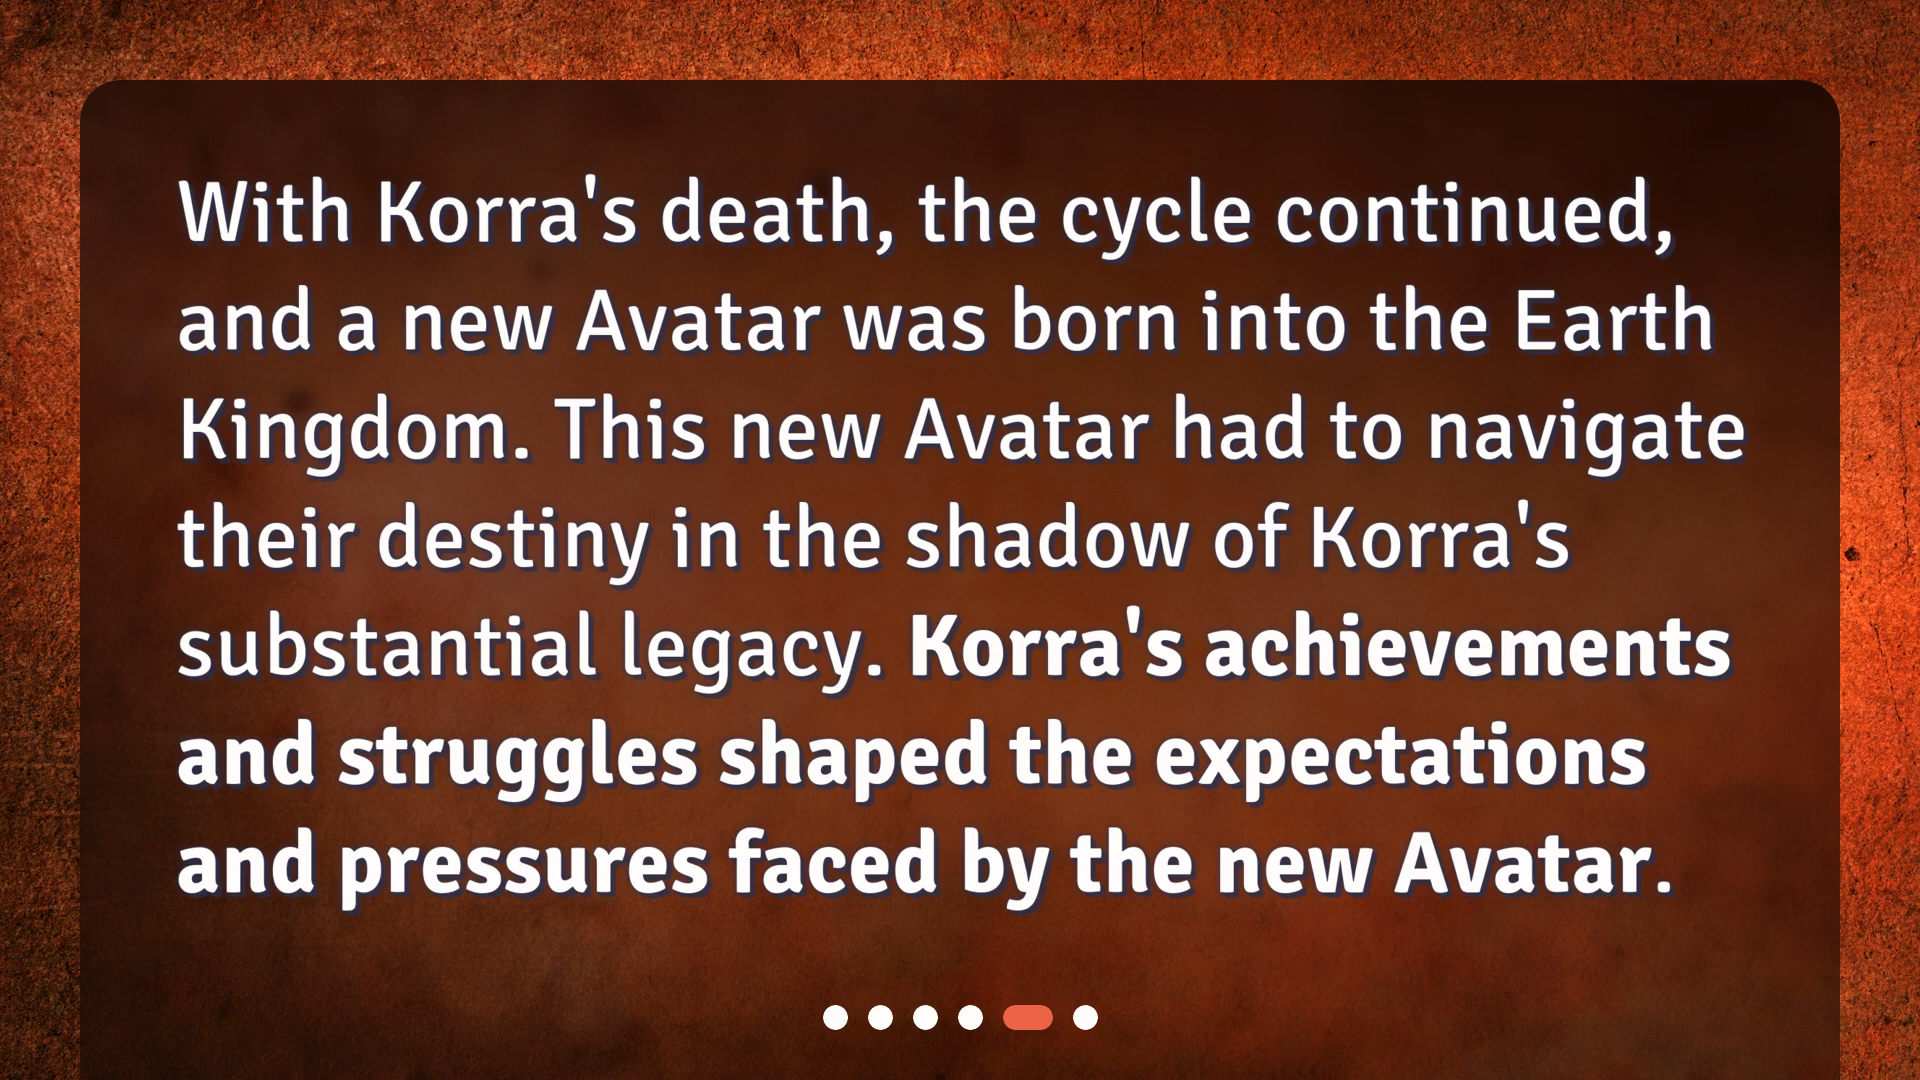 With Korra's death, the cycle continued,
and a new Avatar was born into the Earth
Kingdom. This new Avatar had to navigate
their destiny in the shadow of Korra's
substantial legacy. Korra's achievements
and struggles shaped the expectations
and pressures faced by the new Avatar.